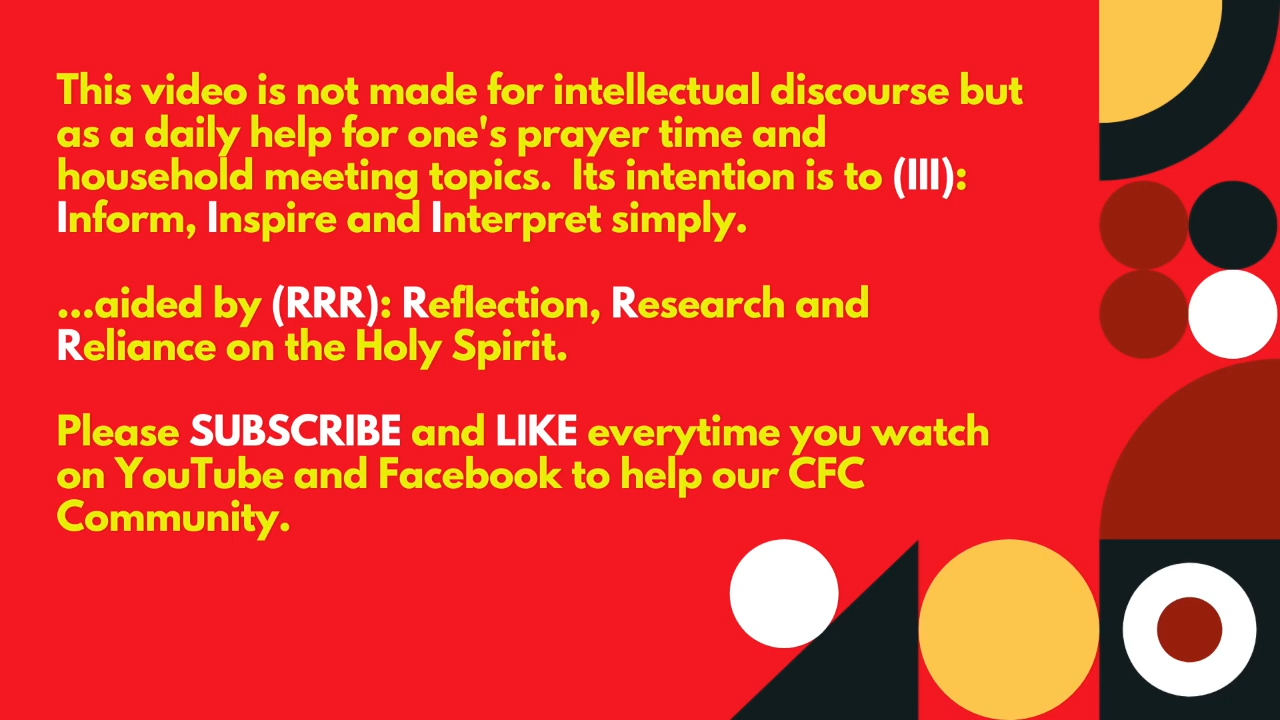 This video is not made for intellectual discourse but
as a daily help for one's prayer time and
household meeting topics.  Its intention is to (III):
Inform, Inspire and Interpret simply.
...aided by (RRR): Reflection, Research and
Reliance on the Holy Spirit.
Please SUBSCRIBE and LIKE everytime you watch
on YouTube and Facebook to help our CFC
Community.